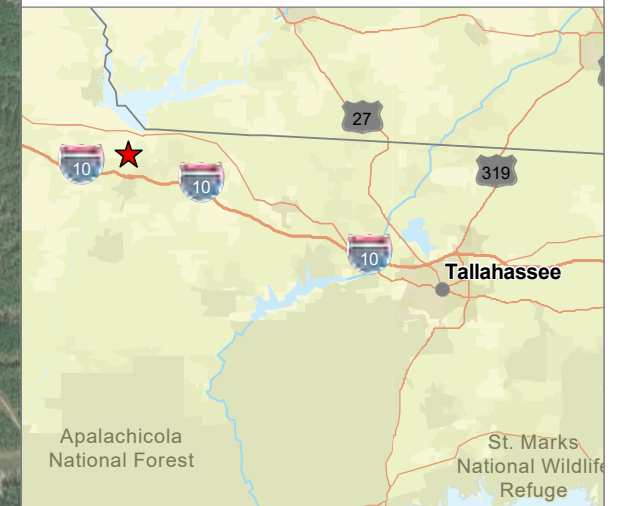 27
319
10
10
10
Tallahassee
Apalachicola
National Forest
St. Marks
National Wildlife
Refuge